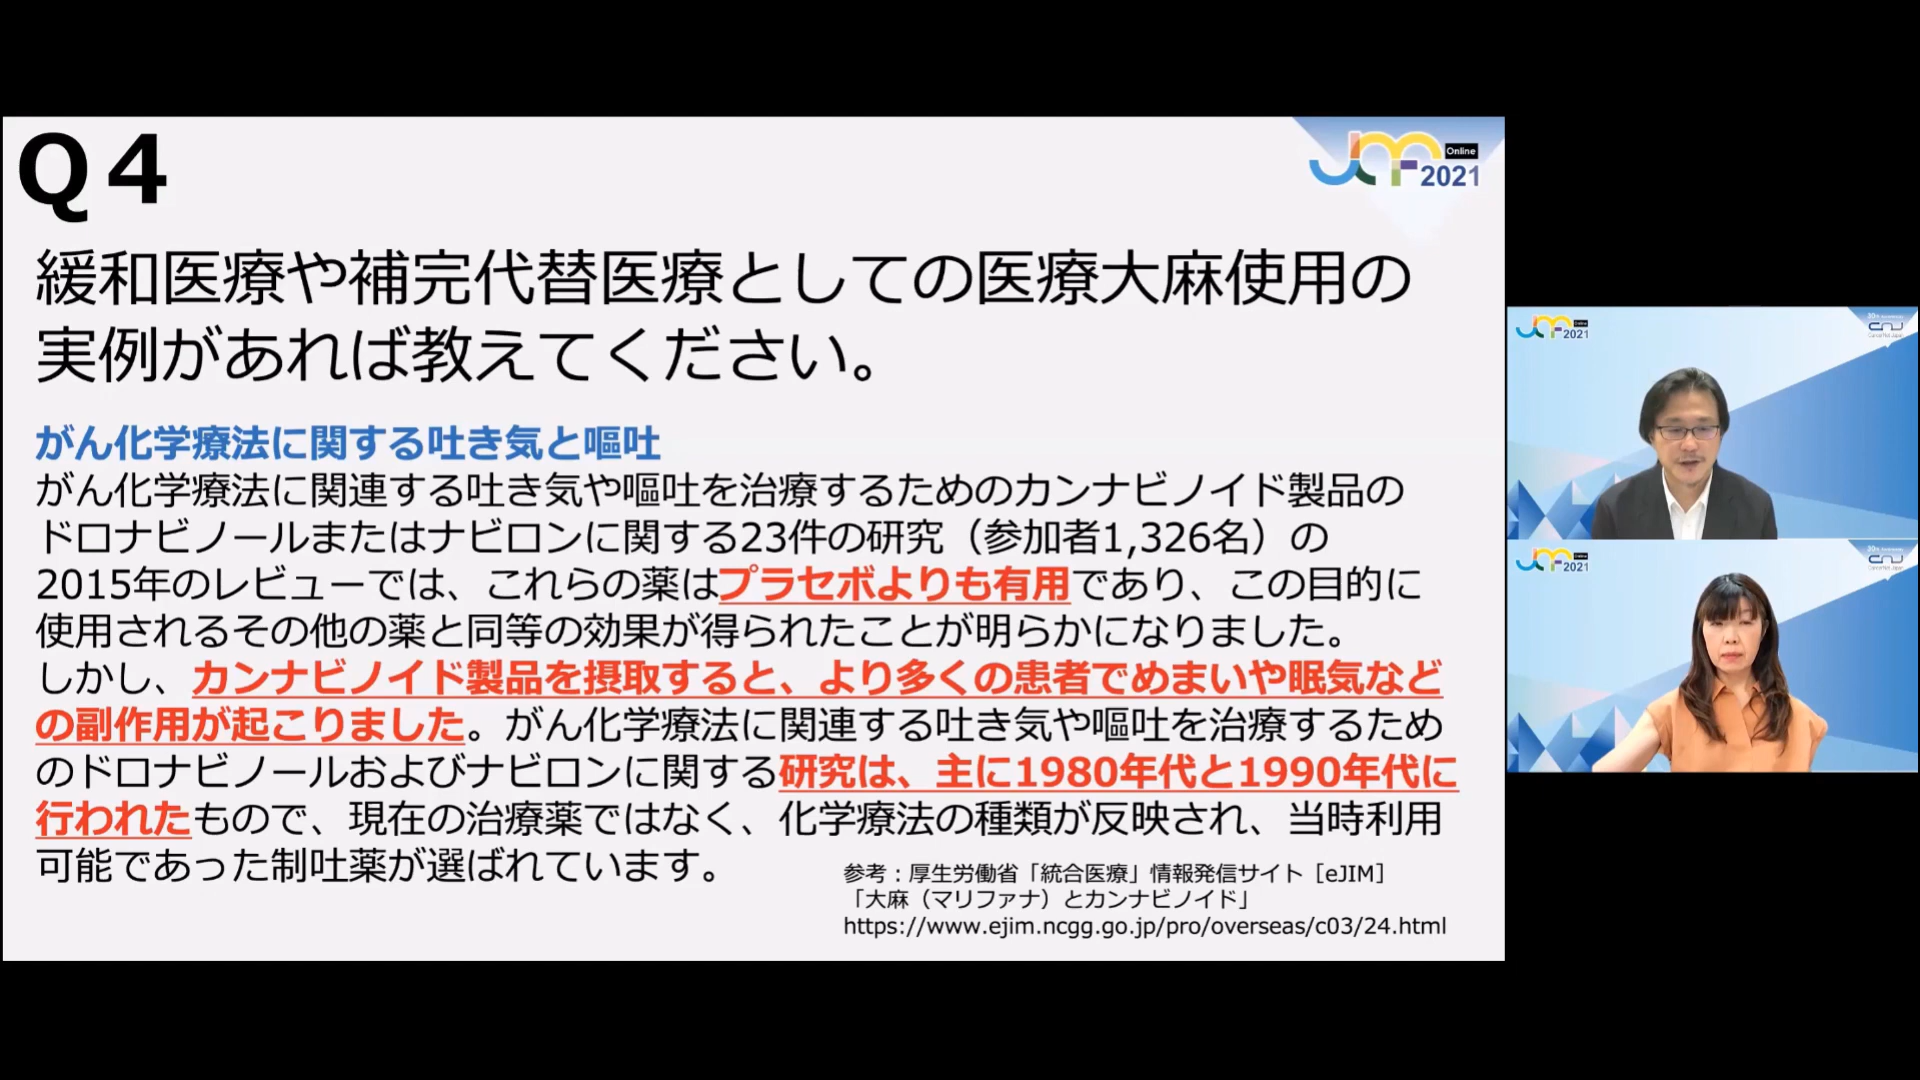 Q4
JCF Online 2021
緩和医療や補完代替医療としての医療大麻使用の
実例があれば教えてください。
がん化学療法に関する吐き気と嘔吐
がん化学療法に関連する吐き気や嘔吐を治療するためのカンナビノイド製品の
ドロナビノールまたはナビロンに関する23件の研究（参加者1,326名）の
2015年のレビューでは、これらの薬はプラセボよりも有用であり、この目的に
使用されるその他の薬と同等の効果が得られたことが明らかになりました。
しかし、カンナビノイド製品を摂取すると、より多くの患者でめまいや眠気など
の副作用が起こりました。がん化学療法に関連する吐き気や嘔吐を治療するため
のドロナビノールおよびナビロンに関する研究は、主に1980年代と1990年代に
行われたもので、現在の治療薬ではなく、化学療法の種類が反映され、当時利用
可能であった制吐薬が選ばれています。
参考：厚生労働省「統合医療」情報発信サイト［eJIM］
「大麻（マリファナ）とカンナビノイド」
https://www.ejim.ncgg.go.jp/pro/overseas/c03/24.html
2021
CNJ
2021
CNJ